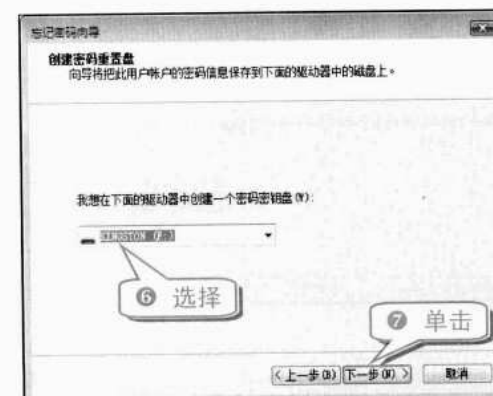 忘记密码向导
创建密码重置盘
向导将把此用户帐户的密码信息保存到下面的驱动器中的磁盘上。
我想在下面的驱动器中创建一个密码密钥盘(Y):
KINGSTON (F:)
❻ 选择
❼ 单击
<上一步(B) 下一步(N)> 取消